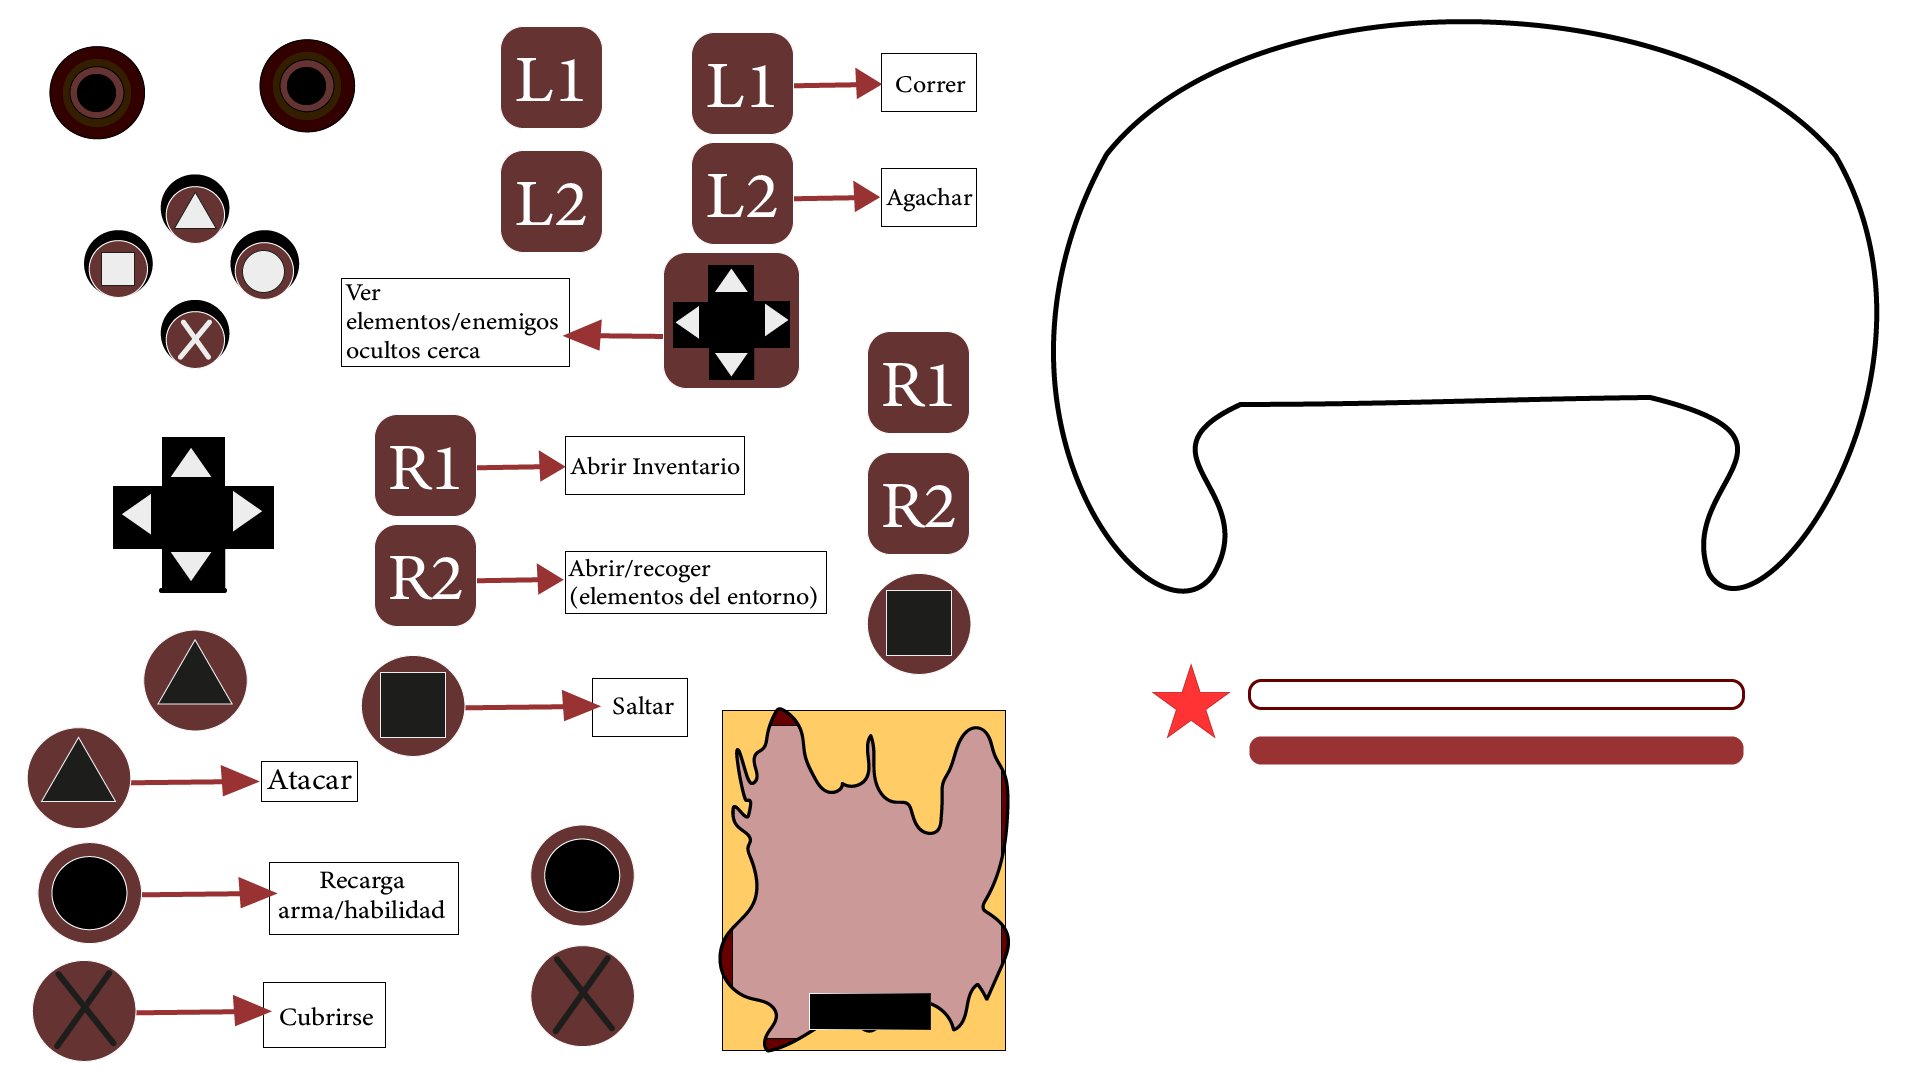 L1
L1
Correr
L2
L2
Agachar
Ver
elementos/enemigos
ocultos cerca
R1
R1
Abrir Inventario
R2
R2
Abrir/recoger
(elementos del entorno)
Saltar
Atacar
Recarga
arma/habilidad
Cubrirse